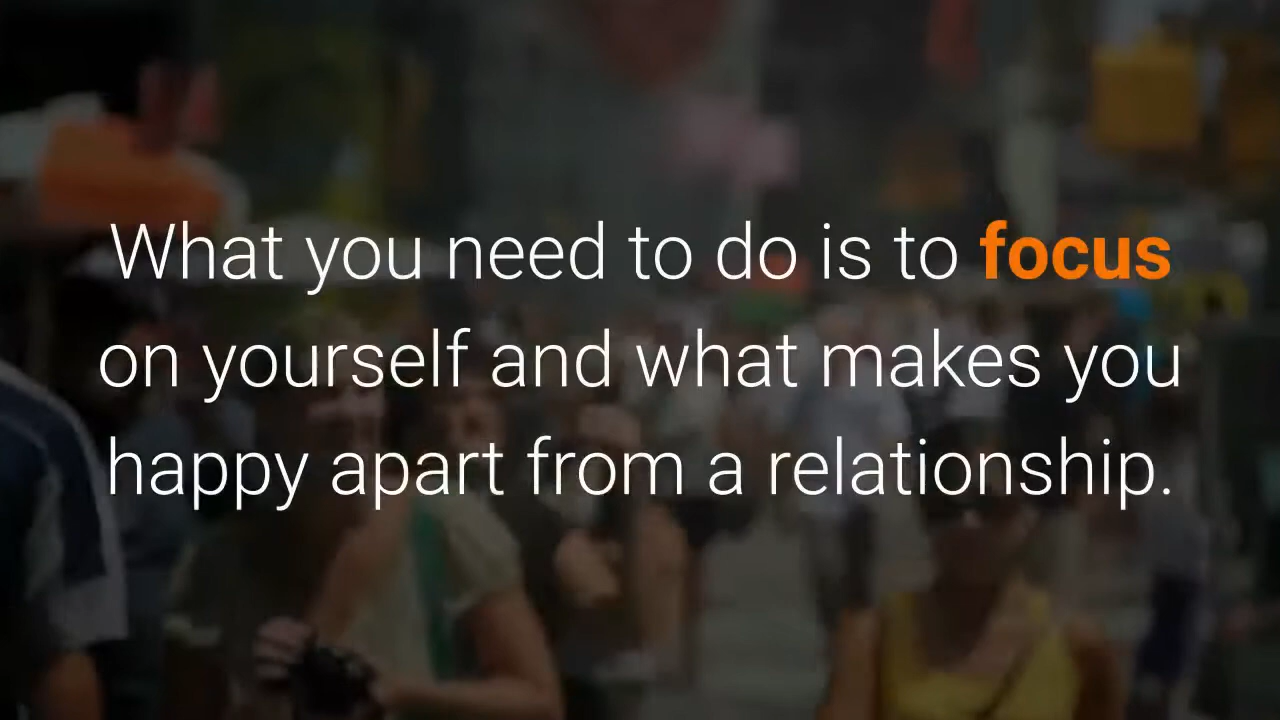 What you need to do is to focus
on yourself and what makes you
happy apart from a relationship.